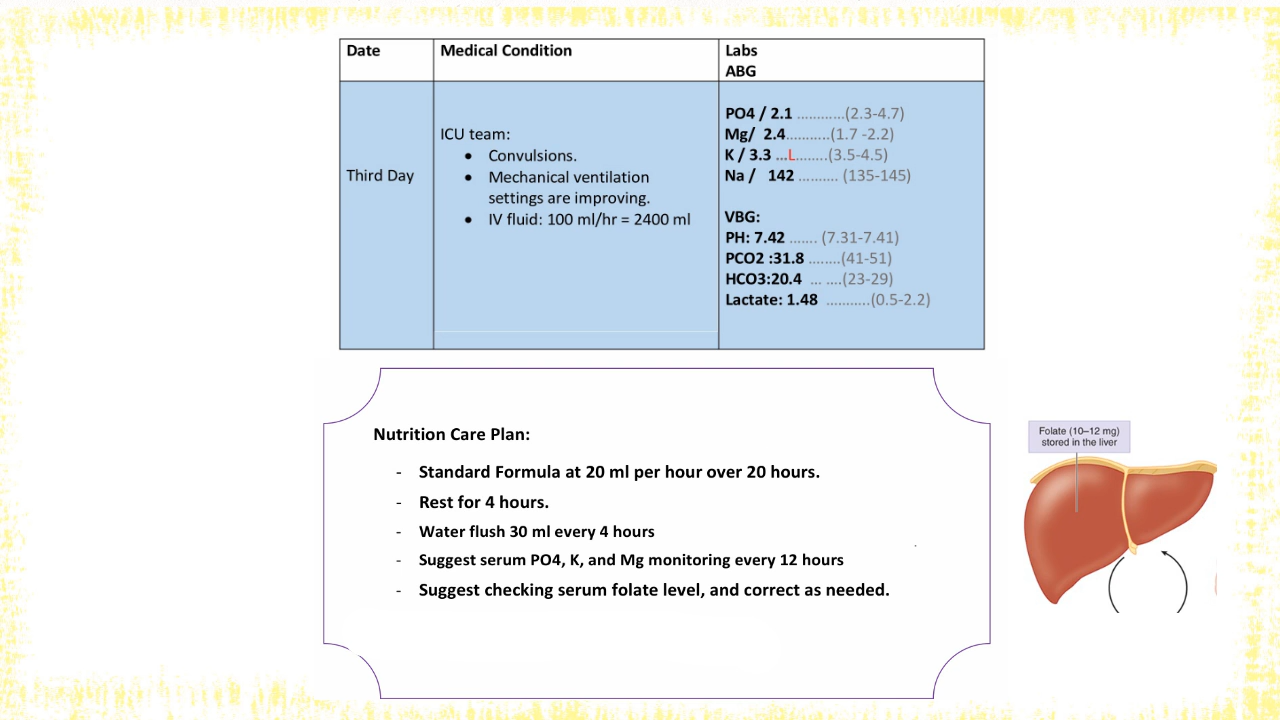 Date
Medical Condition
Labs
ABG
Third Day
ICU team:
• Convulsions.
• Mechanical ventilation
settings are improving.
• IV fluid: 100 ml/hr = 2400 ml
PO4 / 2.1 ............(2.3-4.7)
Mg/ 2.4...........(1.7 -2.2)
K / 3.3 ...L........(3.5-4.5)
Na / 142 .......... (135-145)
VBG:
PH: 7.42 ....... (7.31-7.41)
PCO2 :31.8 ........(41-51)
HCO3:20.4 ... ....(23-29)
Lactate: 1.48 ...........(0.5-2.2)
Nutrition Care Plan:
- Standard Formula at 20 ml per hour over 20 hours.
- Rest for 4 hours.
- Water flush 30 ml every 4 hours
- Suggest serum PO4, K, and Mg monitoring every 12 hours
- Suggest checking serum folate level, and correct as needed.
Folate (10–12 mg)
stored in the liver